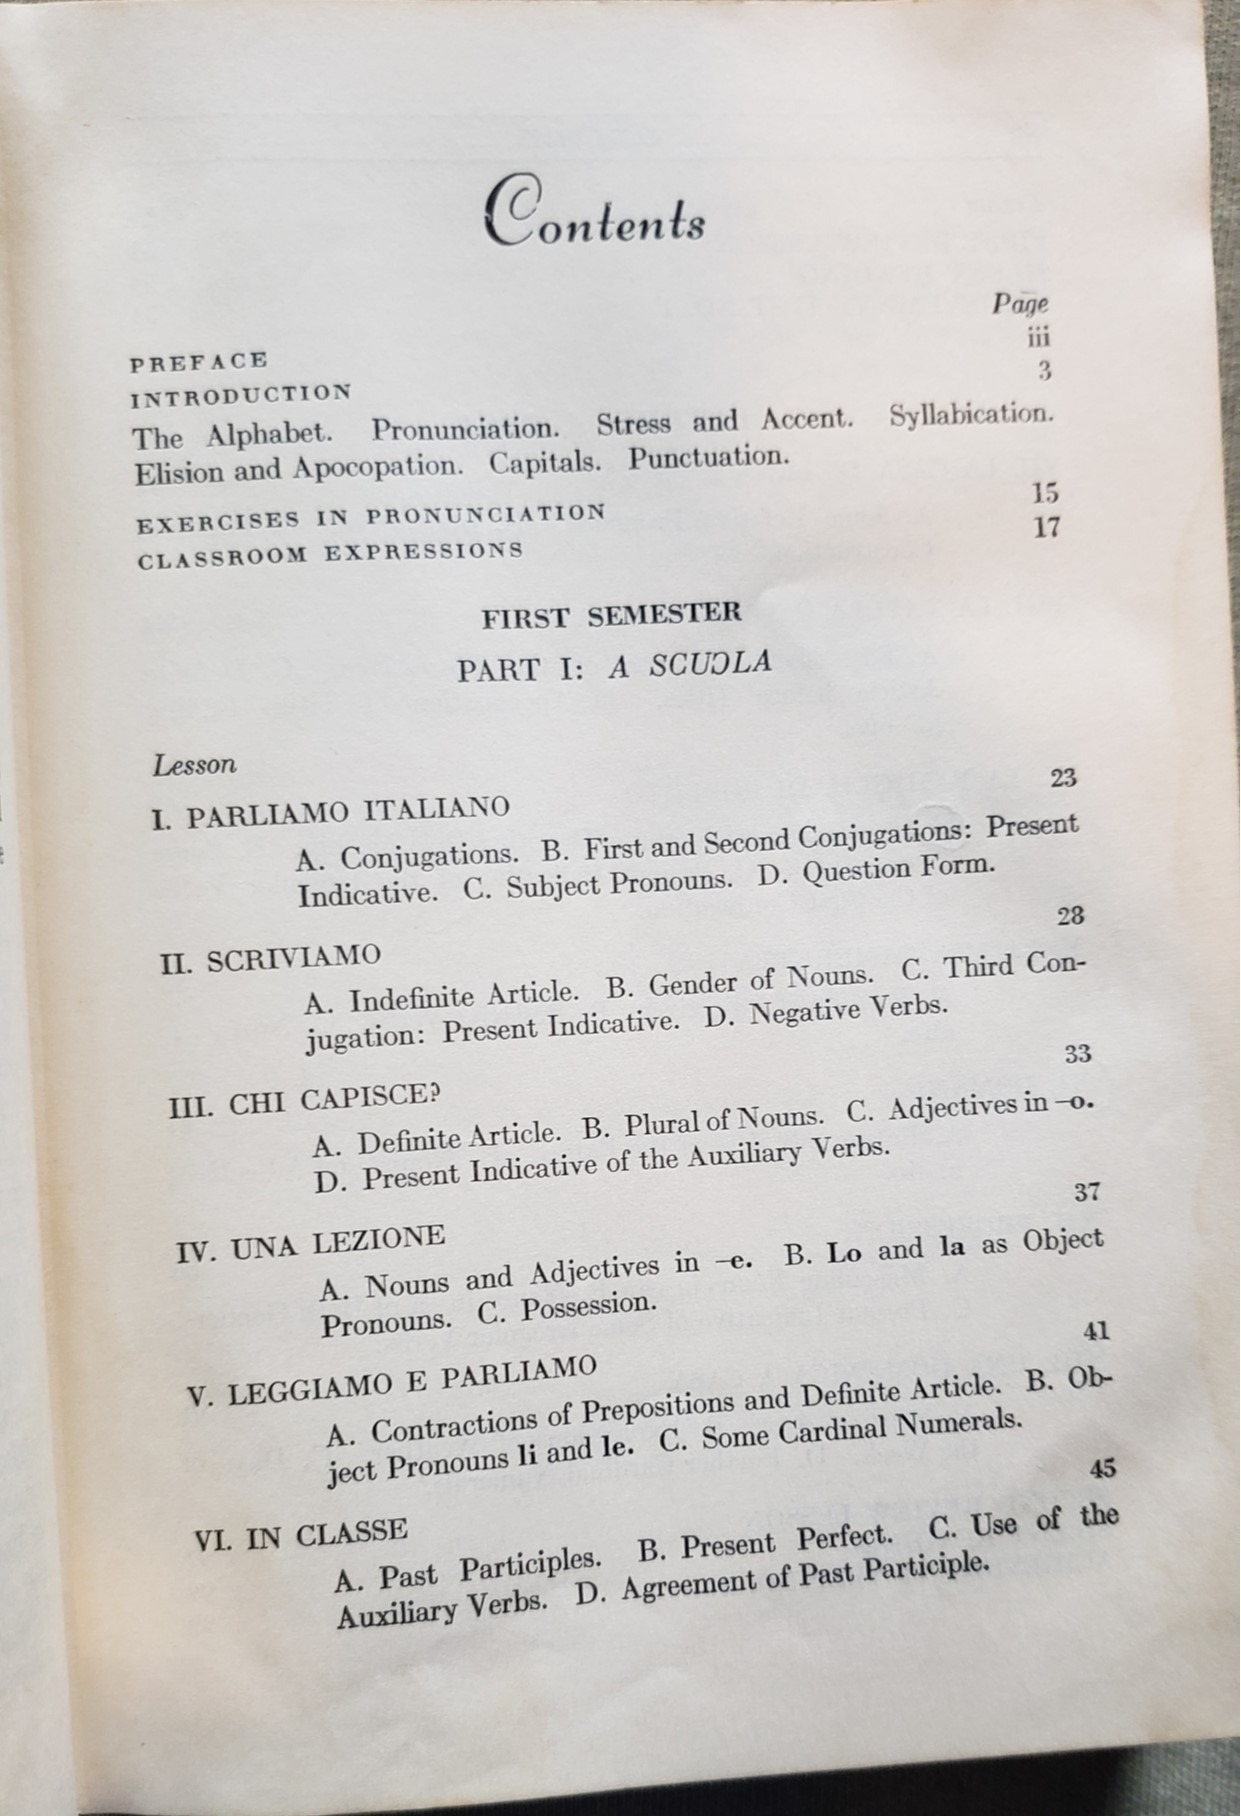 Contents
Page
PREFACE iii
INTRODUCTION 3
The Alphabet. Pronunciation. Stress and Accent. Syllabication.
Elision and Apocopation. Capitals. Punctuation.
EXERCISES IN PRONUNCIATION 15
CLASSROOM EXPRESSIONS 17
FIRST SEMESTER
PART I: A SCUƆLA
Lesson
I. PARLIAMO ITALIANO 23
A. Conjugations. B. First and Second Conjugations: Present
Indicative. C. Subject Pronouns. D. Question Form.
II. SCRIVIAMO 28
A. Indefinite Article. B. Gender of Nouns. C. Third Con-
jugation: Present Indicative. D. Negative Verbs.
III. CHI CAPISCE? 33
A. Definite Article. B. Plural of Nouns. C. Adjectives in –o.
D. Present Indicative of the Auxiliary Verbs.
IV. UNA LEZIONE 37
A. Nouns and Adjectives in –e. B. Lo and la as Object
Pronouns. C. Possession.
V. LEGGIAMO E PARLIAMO 41
A. Contractions of Prepositions and Definite Article. B. Ob-
ject Pronouns li and le. C. Some Cardinal Numerals.
VI. IN CLASSE 45
A. Past Participles. B. Present Perfect. C. Use of the
Auxiliary Verbs. D. Agreement of Past Participle.